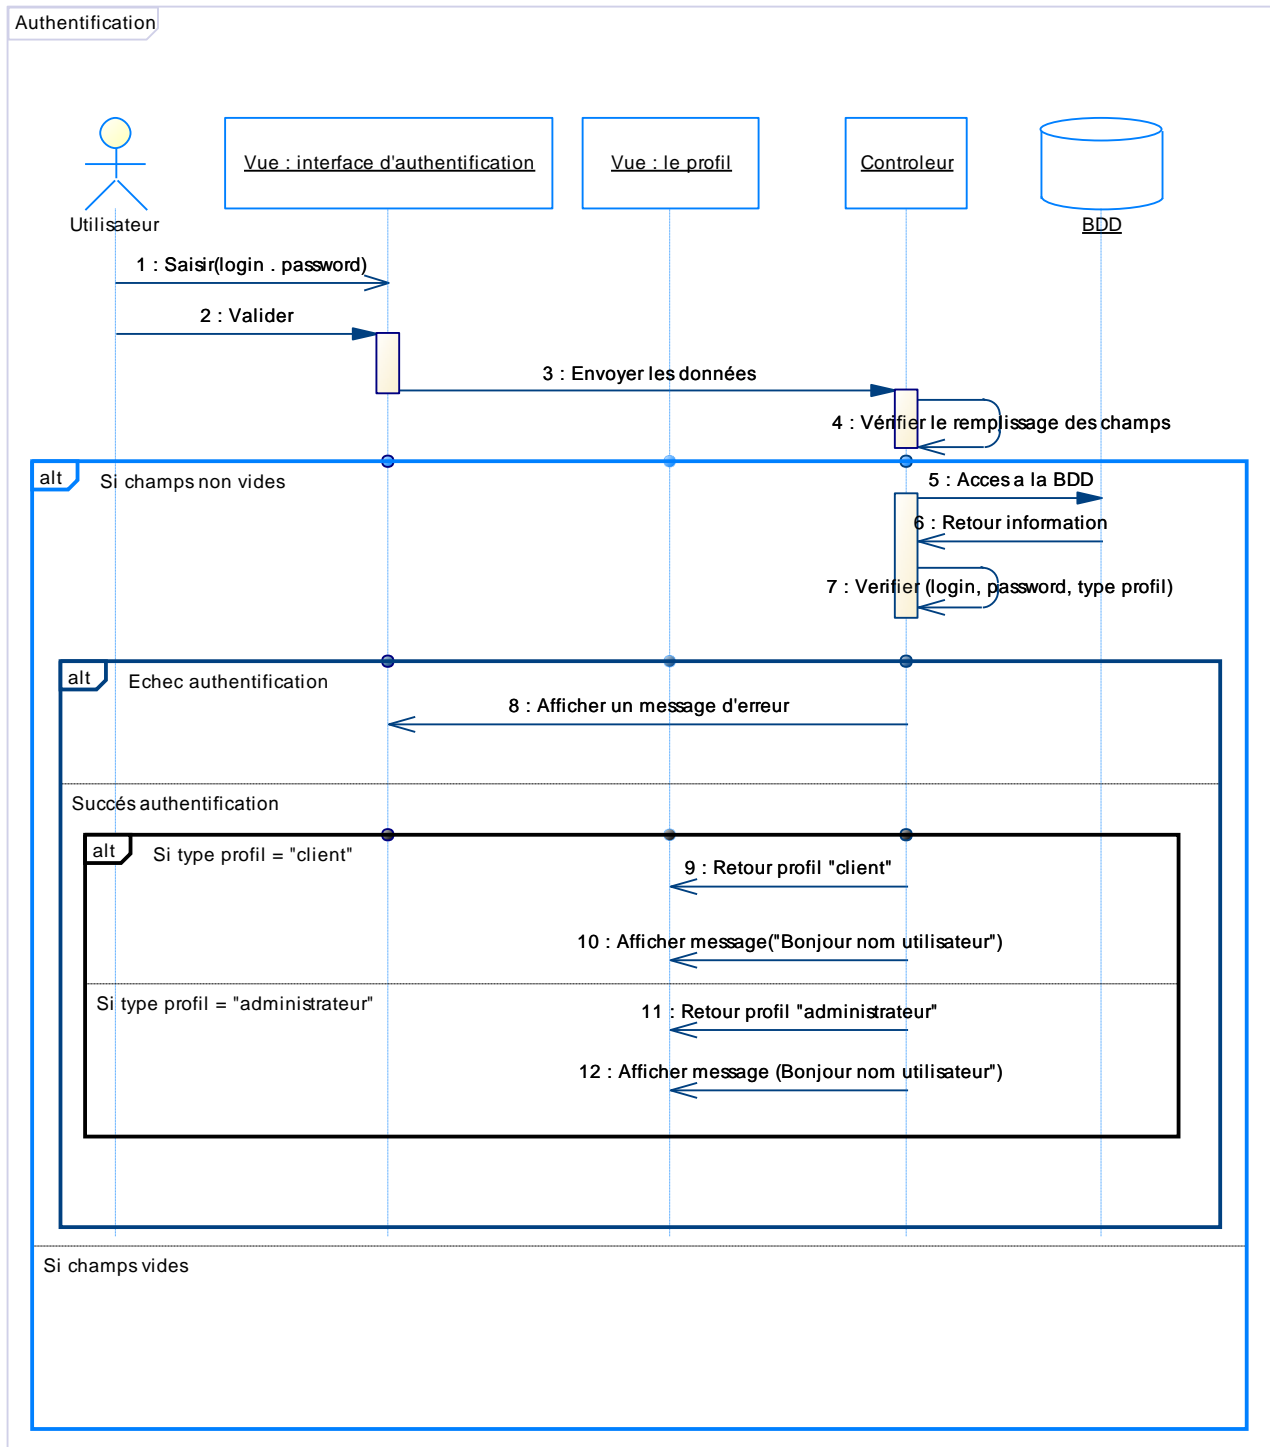 Authentification
Vue : interface d'authentification
Vue : le profil
Controleur
Utilisateur
BDD
1 : Saisir(login . password)
2 : Valider
3 : Envoyer les données
4 : Vérifier le remplissage des champs
alt
Si champs non vides
5 : Acces a la BDD
6 : Retour information
7 : Verifier (login, password, type profil)
alt
Echec authentification
8 : Afficher un message d'erreur
Succés authentification
alt
Si type profil = "client"
9 : Retour profil "client"
10 : Afficher message("Bonjour nom utilisateur")
Si type profil = "administrateur"
11 : Retour profil "administrateur"
12 : Afficher message (Bonjour nom utilisateur")
Si champs vides